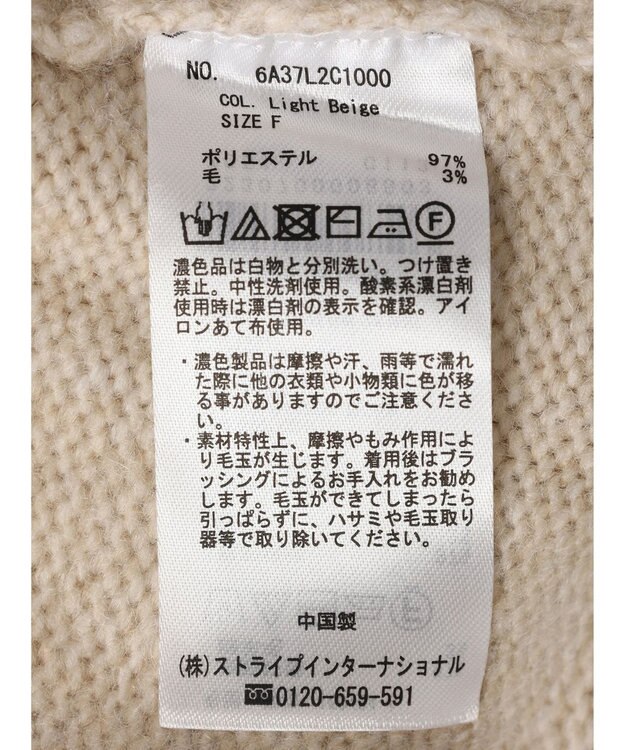 NO. 6A37L2C1000
COL. Light Beige
SIZE F
ポリエステル 97%
毛 3%
濃色品は白物と分別洗い。つけ置き
禁止。中性洗剤使用。酸素系漂白剤
使用時は漂白剤の表示を確認。アイ
ロンあて布使用。
・濃色製品は摩擦や汗、雨等で濡れ
た際に他の衣類や小物類に色が移
る事がありますのでご注意くださ
い。
・素材特性上、摩擦やもみ作用によ
り毛玉が生じます。着用後はブラ
ッシングによるお手入れをお勧め
します。毛玉ができてしまったら
引っぱらずに、ハサミや毛玉取り
器等で取り除いてください。
中国製
(株)ストライプインターナショナル
0120-659-591